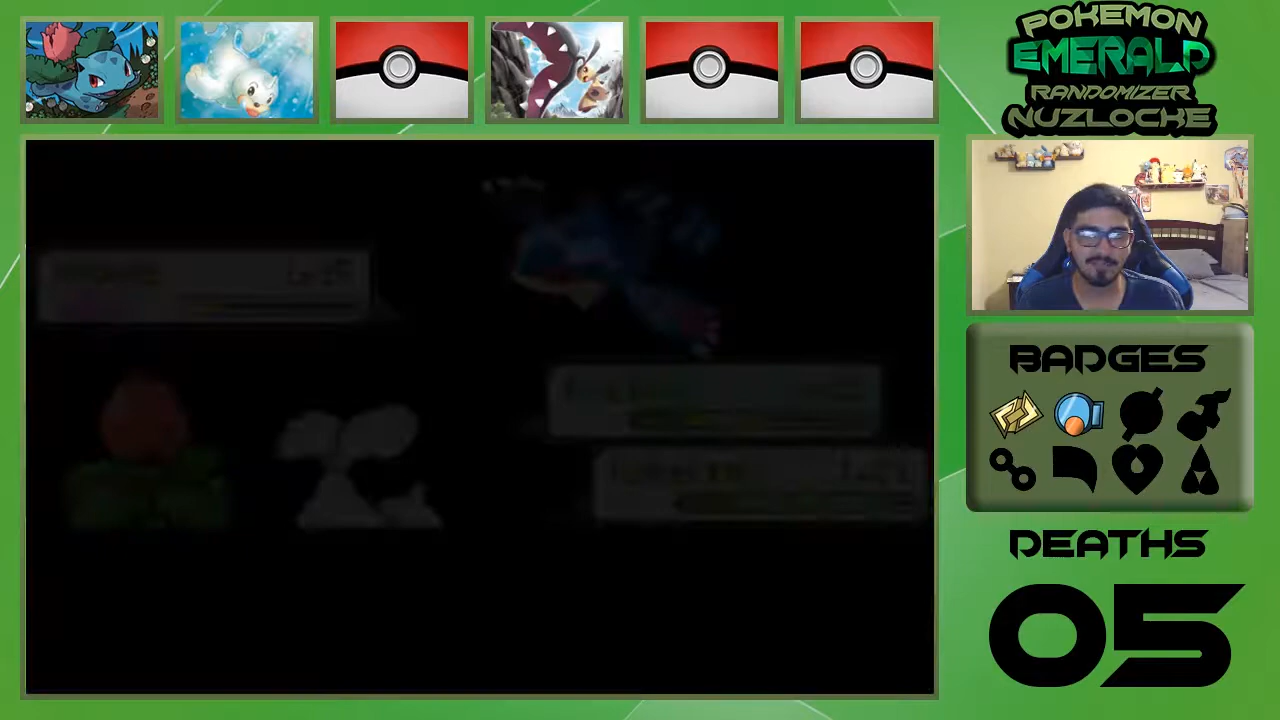 POKEMON
EMERALD
RANDOMIZER
NUZLOCKE
BADGES
DEATHS
05